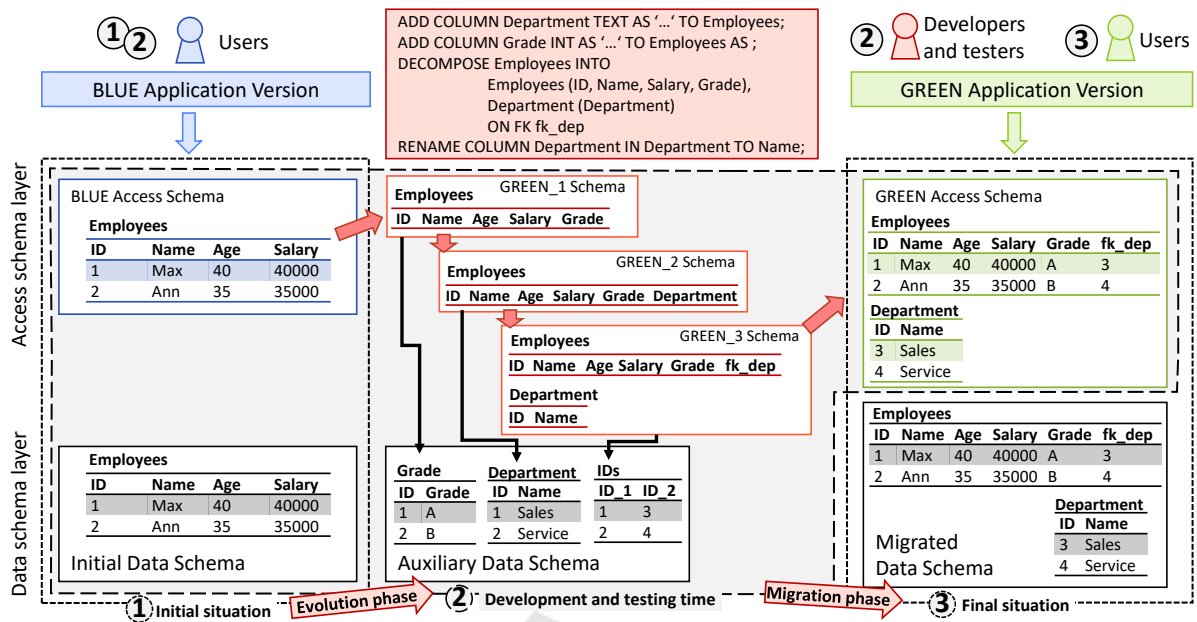 ① ② Users
BLUE Application Version
ADD COLUMN Department TEXT AS ‘…’ TO Employees;
ADD COLUMN Grade INT AS ‘…’ TO Employees AS ;
DECOMPOSE Employees INTO
Employees (ID, Name, Salary, Grade),
Department (Department)
ON FK fk_dep
RENAME COLUMN Department IN Department TO Name;
② Developers
and testers
③ Users
GREEN Application Version
Access schema layer
BLUE Access Schema
Employees
ID Name Age Salary
1 Max 40 40000
2 Ann 35 35000
GREEN_1 Schema
Employees
ID Name Age Salary Grade
GREEN_2 Schema
Employees
ID Name Age Salary Grade Department
GREEN_3 Schema
Employees
ID Name Age Salary Grade fk_dep
Department
ID Name
GREEN Access Schema
Employees
ID Name Age Salary Grade fk_dep
1 Max 40 40000 A 3
2 Ann 35 35000 B 4
Department
ID Name
3 Sales
4 Service
Data schema layer
Employees
ID Name Age Salary
1 Max 40 40000
2 Ann 35 35000
Initial Data Schema
Grade
ID Grade
1 A
2 B
Department
ID Name
1 Sales
2 Service
IDs
ID_1 ID_2
1 3
2 4
Auxiliary Data Schema
Employees
ID Name Age Salary Grade fk_dep
1 Max 40 40000 A 3
2 Ann 35 35000 B 4
Department
ID Name
3 Sales
4 Service
Migrated
Data Schema
① Initial situation
Evolution phase
② Development and testing time
Migration phase
③ Final situation